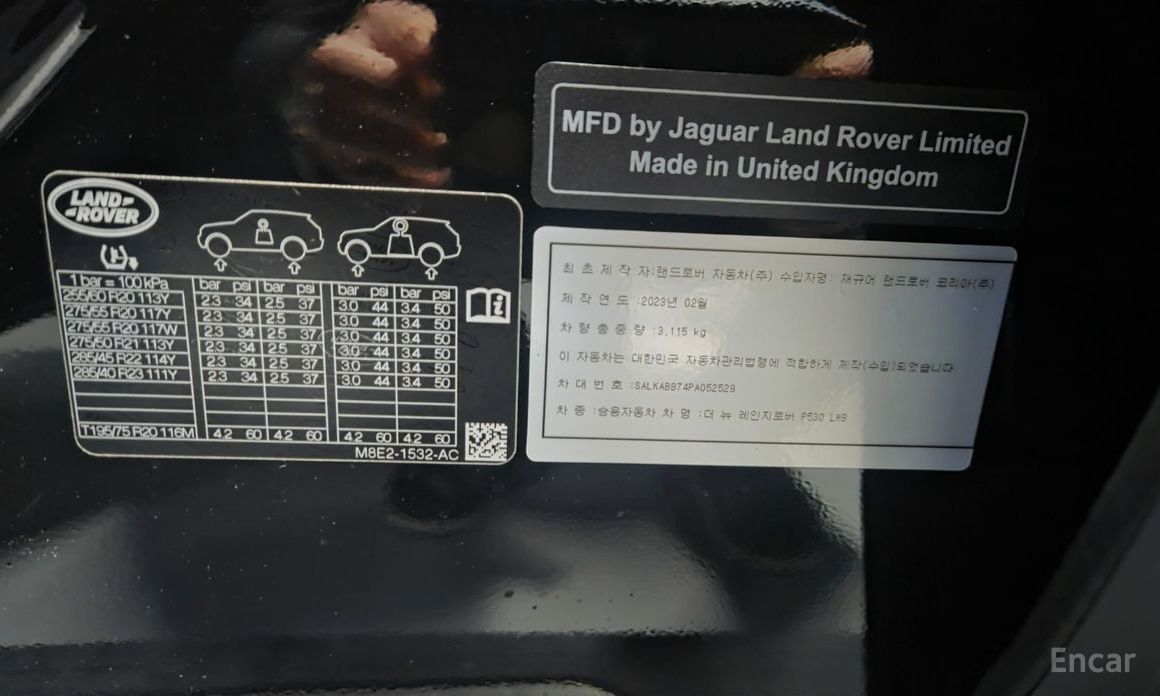 MFD by Jaguar Land Rover Limited
Made in United Kingdom
LAND-
-ROVER
1 bar = 100 kPa bar psi bar psi bar psi bar psi
255/60 R20 113Y 2.3 34 2.5 37 3.0 44 3.4 50
275/55 R20 117Y 2.3 34 2.5 37 3.0 44 3.4 50
275/55 R20 117W 2.3 34 2.5 37 3.0 44 3.4 50
275/50 R21 113Y 2.3 34 2.5 37 3.0 44 3.4 50
285/45 R22 114Y 2.3 34 2.5 37 3.0 44 3.4 50
285/40 R23 111Y 2.3 34 2.5 37 3.0 44 3.4 50
T195/75 R20 116M 4.2 60 4.2 60 4.2 60 4.2 60
M8E2-1532-AC
최 초 제 작 자:랜드로버 자동차(주) 수입자명: 재규어 랜드로버 코리아(주)
제 작 연 도 :2023년 02월
차 량 총 중 량 :3,115 kg
이 자동차는 대한민국 자동차관리법령에 적합하게 제작(수입)되었습니다
차 대 번 호 :SALKABB74PA052529
차 종 :승용자동차 차 명 :더 뉴 레인지로버 P530 LWB
Encar